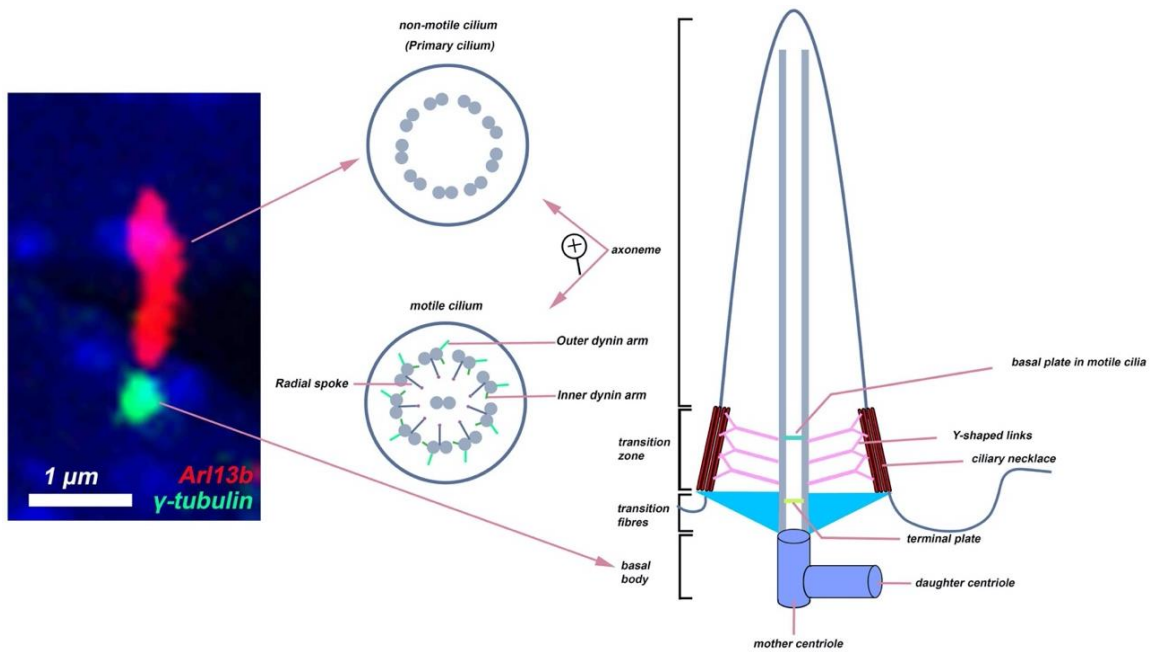 non-motile cilium
(Primary cilium)
axoneme
motile cilium
Outer dynin arm
Radial spoke
Inner dynin arm
1 µm
Arl13b
γ-tubulin
basal plate in motile cilia
transition
zone
Y-shaped links
ciliary necklace
transition
fibres
terminal plate
basal
body
daughter centriole
mother centriole